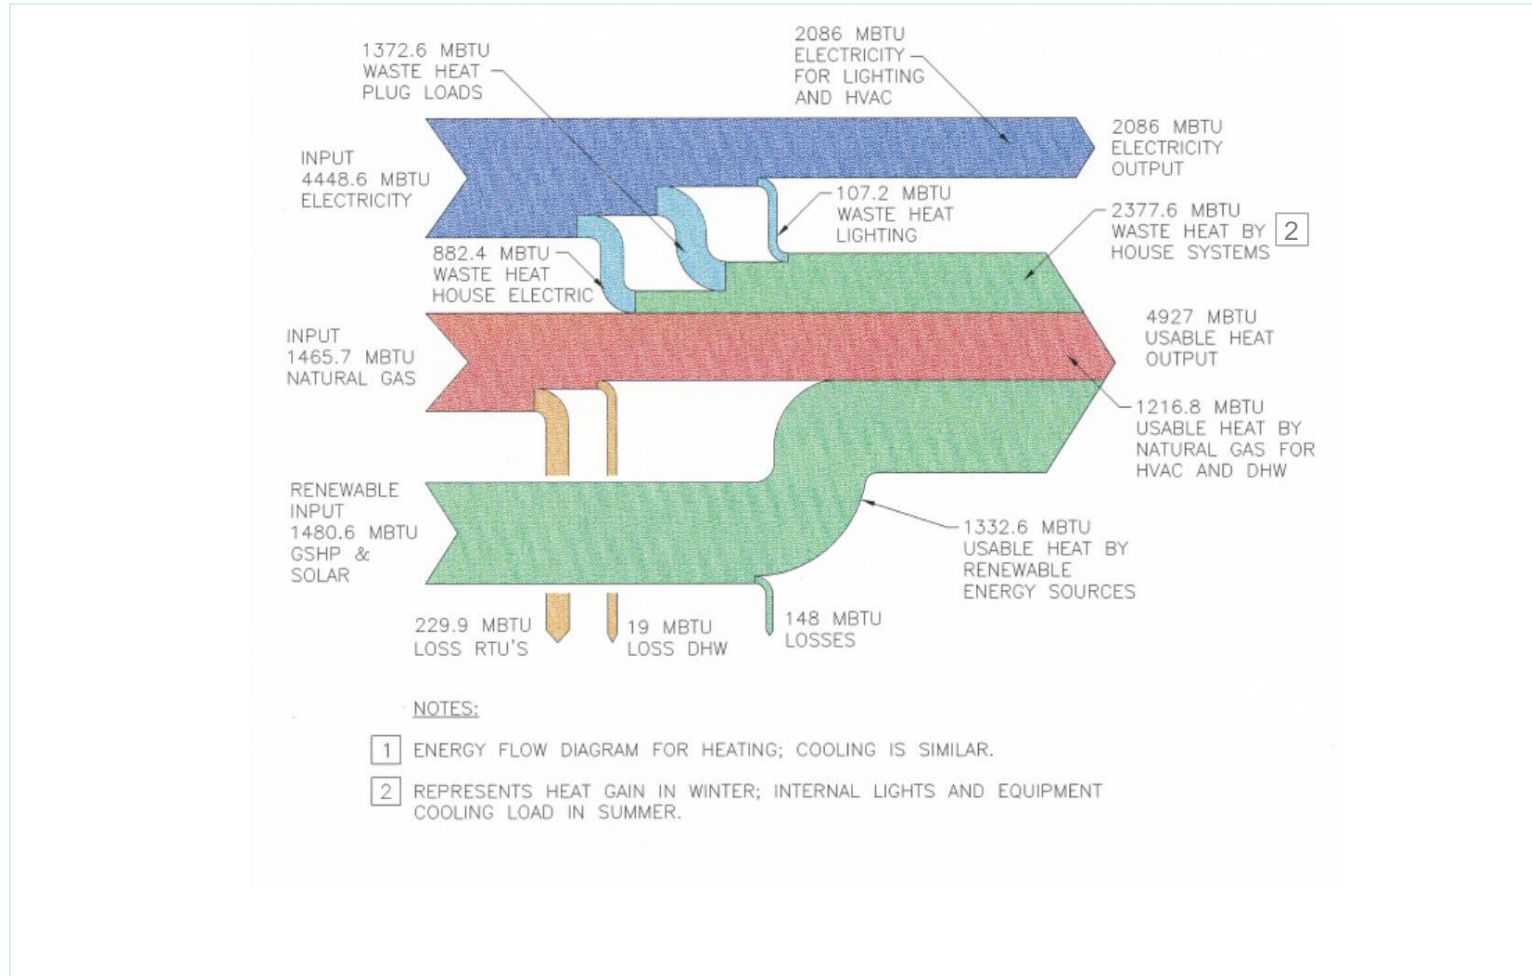 1372.6 MBTU
WASTE HEAT
PLUG LOADS
2086 MBTU
ELECTRICITY
FOR LIGHTING
AND HVAC
INPUT
4448.6 MBTU
ELECTRICITY
2086 MBTU
ELECTRICITY
OUTPUT
107.2 MBTU
WASTE HEAT
LIGHTING
2377.6 MBTU
WASTE HEAT BY
HOUSE SYSTEMS 2
882.4 MBTU
WASTE HEAT
HOUSE ELECTRIC
INPUT
1465.7 MBTU
NATURAL GAS
4927 MBTU
USABLE HEAT
OUTPUT
1216.8 MBTU
USABLE HEAT BY
NATURAL GAS FOR
HVAC AND DHW
RENEWABLE
INPUT
1480.6 MBTU
GSHP &
SOLAR
1332.6 MBTU
USABLE HEAT BY
RENEWABLE
ENERGY SOURCES
229.9 MBTU
LOSS RTU'S
19 MBTU
LOSS DHW
148 MBTU
LOSSES
NOTES:
1 ENERGY FLOW DIAGRAM FOR HEATING; COOLING IS SIMILAR.
2 REPRESENTS HEAT GAIN IN WINTER; INTERNAL LIGHTS AND EQUIPMENT
COOLING LOAD IN SUMMER.